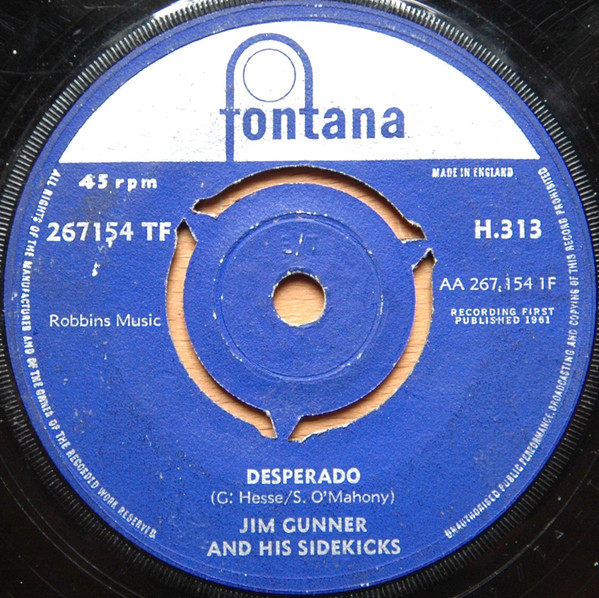 fontana
45 rpm
MADE IN ENGLAND
267154 TF
H.313
AA 267.154 1F
Robbins Music
RECORDING FIRST
PUBLISHED 1961
DESPERADO
(G. Hesse/S. O'Mahony)
JIM GUNNER
AND HIS SIDEKICKS
ALL RIGHTS OF THE MANUFACTURER AND OF THE OWNER OF THE RECORDED WORK RESERVED.
UNAUTHORISED PUBLIC PERFORMANCE, BROADCASTING AND COPYING OF THIS RECORD PROHIBITED